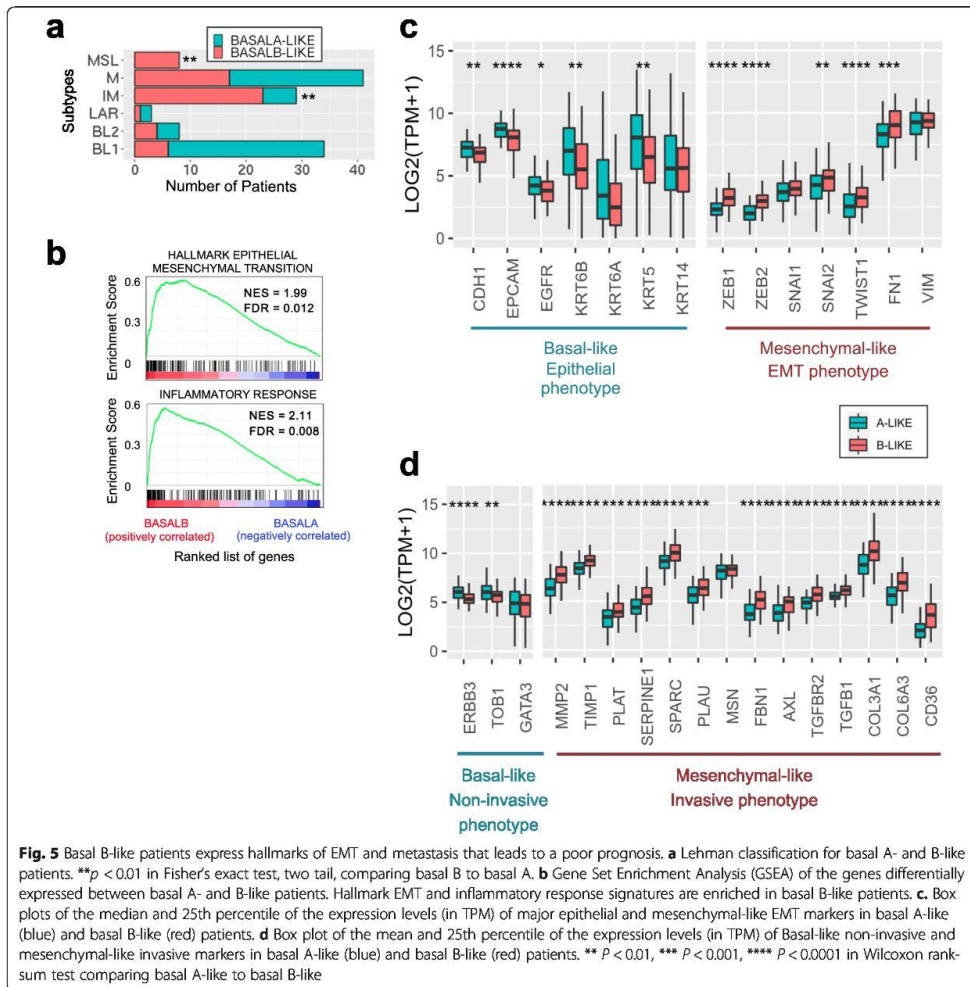 a
BASALA-LIKE
BASALB-LIKE
Subtypes
MSL
**
M
IM
**
LAR
BL2
BL1
0
20
40
Number of Patients
b
HALLMARK EPITHELIAL
MESENCHYMAL TRANSITION
Enrichment Score
0.6
0.3
0
NES = 1.99
FDR = 0.012
INFLAMMATORY RESPONSE
Enrichment Score
0.6
0.3
0
NES = 2.11
FDR = 0.008
BASALB
(positively correlated)
BASALA
(negatively correlated)
Ranked list of genes
c
LOG2(TPM+1)
15
10
5
0
** **** * ** **
**** **** ** **** ***
CDH1
EPCAM
EGFR
KRT6B
KRT6A
KRT5
KRT14
ZEB1
ZEB2
SNAI1
SNAI2
TWIST1
FN1
VIM
Basal-like
Epithelial
phenotype
Mesenchymal-like
EMT phenotype
A-LIKE
B-LIKE
d
LOG2(TPM+1)
15
10
5
0
**** **
**** **** **** **** **** **** **** **** **** **** **** **** ****
ERBB3
TOB1
GATA3
MMP2
TIMP1
PLAT
SERPINE1
SPARC
PLAU
MSN
FBN1
AXL
TGFBR2
TGFB1
COL3A1
COL6A3
CD36
Basal-like
Non-invasive
phenotype
Mesenchymal-like
Invasive phenotype
Fig. 5 Basal B-like patients express hallmarks of EMT and metastasis that leads to a poor prognosis. a Lehman classification for basal A- and B-like
patients. **p < 0.01 in Fisher's exact test, two tail, comparing basal B to basal A. b Gene Set Enrichment Analysis (GSEA) of the genes differentially
expressed between basal A- and B-like patients. Hallmark EMT and inflammatory response signatures are enriched in basal B-like patients. c. Box
plots of the median and 25th percentile of the expression levels (in TPM) of major epithelial and mesenchymal-like EMT markers in basal A-like
(blue) and basal B-like (red) patients. d Box plot of the mean and 25th percentile of the expression levels (in TPM) of Basal-like non-invasive and
mesenchymal-like invasive markers in basal A-like (blue) and basal B-like (red) patients. ** P < 0.01, *** P < 0.001, **** P < 0.0001 in Wilcoxon rank-
sum test comparing basal A-like to basal B-like